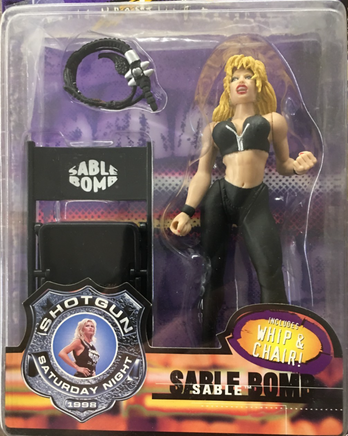 SABLE
BOMB
SHOTGUN
SATURDAY NIGHT
1998
INCLUDES
WHIP &
CHAIR!
SABLE BOMB
SABLE